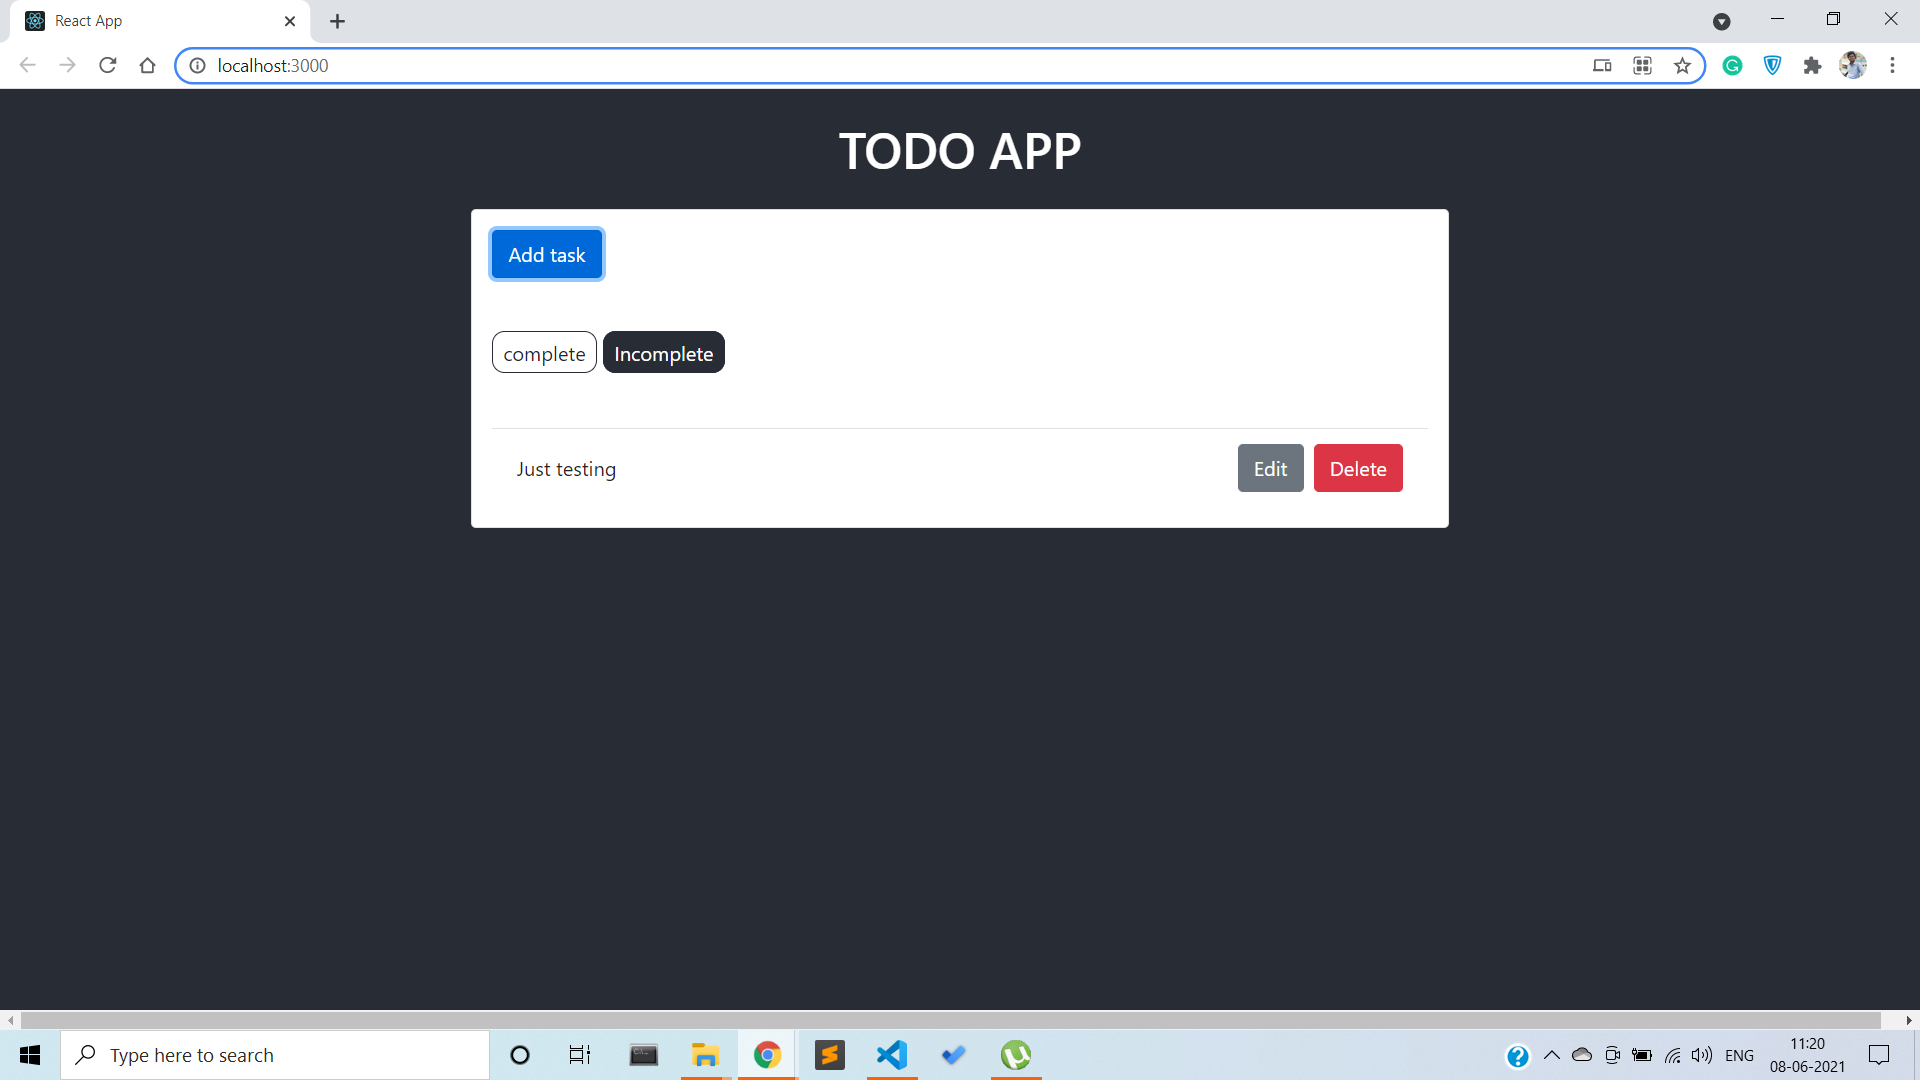 React App
localhost:3000
TODO APP
Add task
complete Incomplete
Just testing Edit Delete
Type here to search
ENG
11:20
08-06-2021